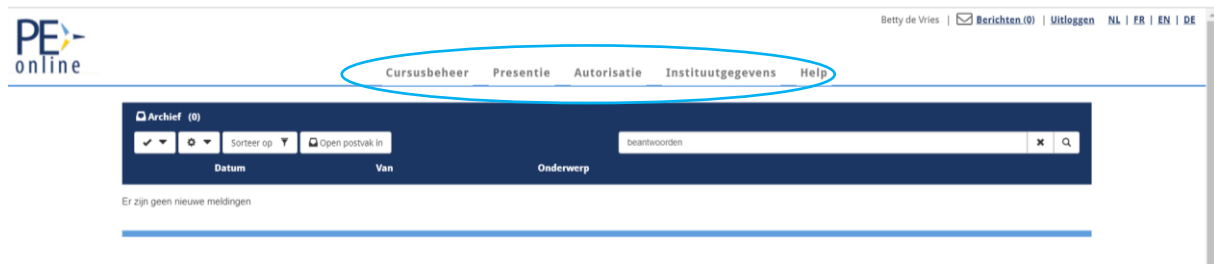 Betty de Vries | Berichten (0) | Uitloggen NL | FR | EN | DE
PE
online
Cursusbeheer Presentie Autorisatie Instituutgegevens Help
Archief (0)
Sorteer op Open postvak in beantwoorden
Datum Van Onderwerp
Er zijn geen nieuwe meldingen